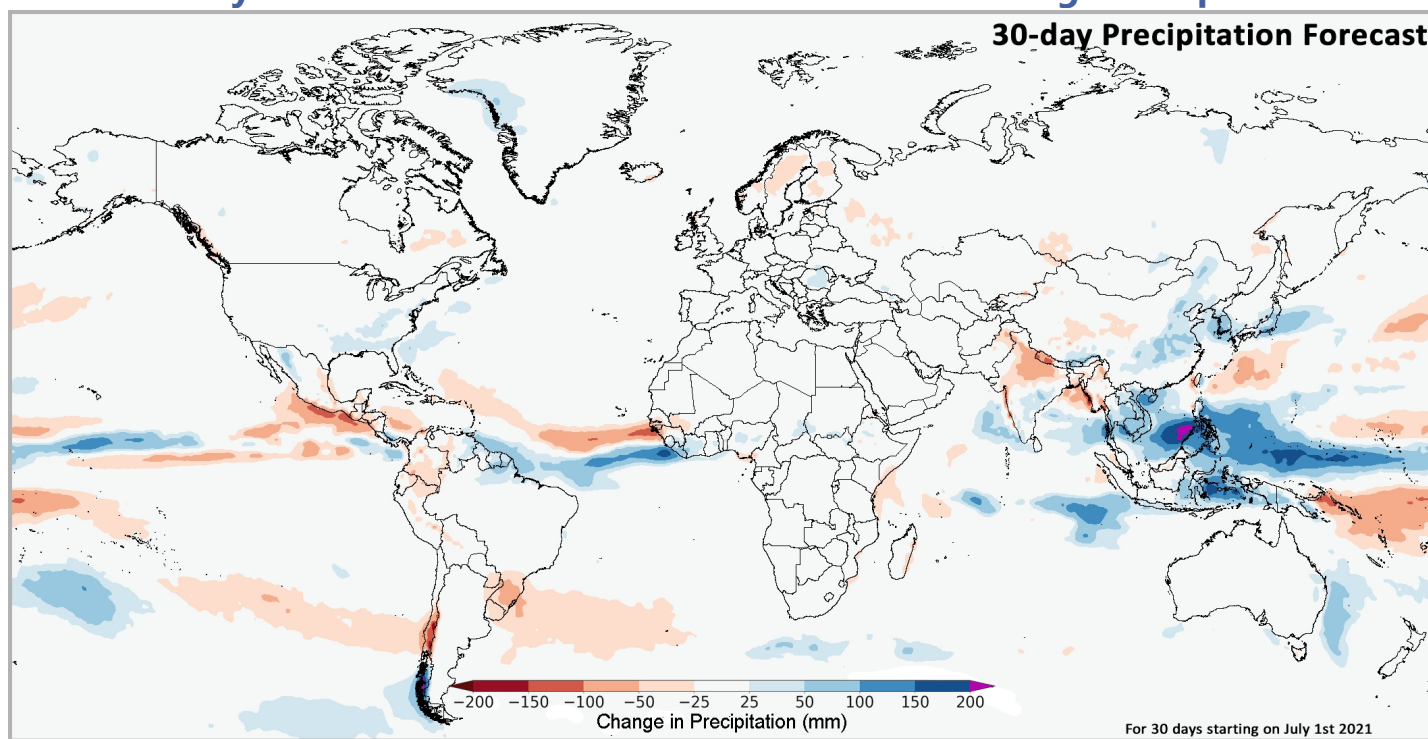 30-day Precipitation Forecast
−200 −150 −100 −50 −25 25 50 100 150 200
Change in Precipitation (mm)
For 30 days starting on July 1st 2021